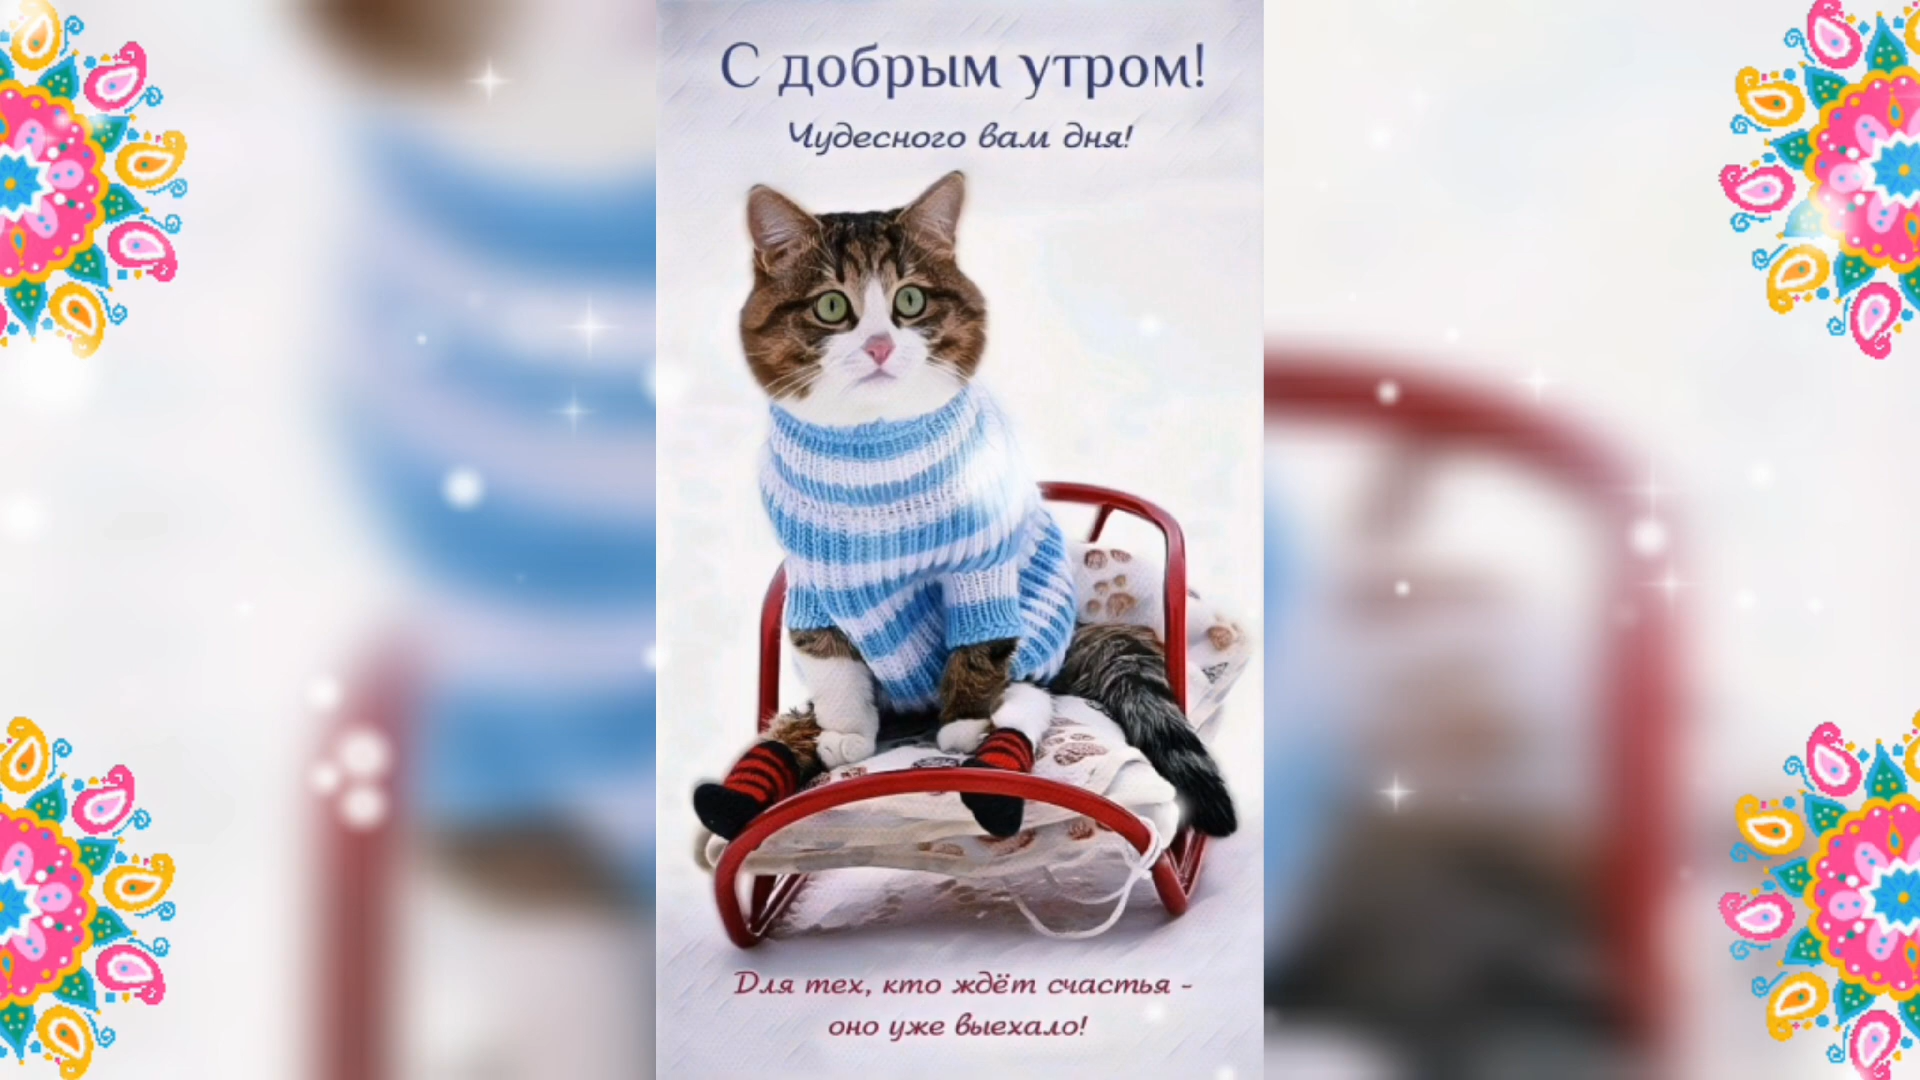 С добрым утром!
Чудесного вам дня!
Для тех, кто ждёт счастья -
оно уже выехало!